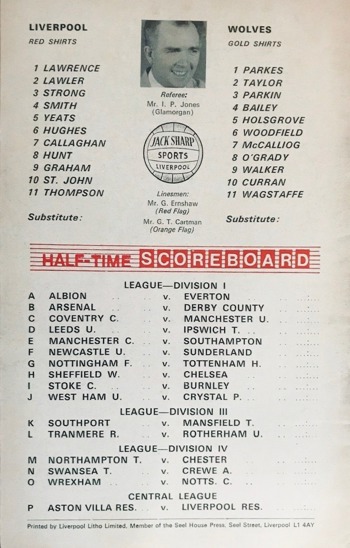 LIVERPOOL
RED SHIRTS
1 LAWRENCE
2 LAWLER
3 STRONG
4 SMITH
5 YEATS
6 HUGHES
7 CALLAGHAN
8 HUNT
9 GRAHAM
10 ST. JOHN
11 THOMPSON
Substitute:
Referee:
Mr. I. P. Jones
(Glamorgan)
JACK SHARP
SPORTS
LIVERPOOL
Linesmen:
Mr. G. Ernshaw
(Red Flag)
Mr. G. T. Cartman
(Orange Flag)
WOLVES
GOLD SHIRTS
1 PARKES
2 TAYLOR
3 PARKIN
4 BAILEY
5 HOLSGROVE
6 WOODFIELD
7 McCALLIOG
8 O'GRADY
9 WALKER
10 CURRAN
11 WAGSTAFFE
Substitute:
HALF-TIME SCOREBOARD
LEAGUE—DIVISION I
A ALBION .. v. EVERTON
B ARSENAL .. v. DERBY COUNTY
C COVENTRY C. v. MANCHESTER U.
D LEEDS U. .. v. IPSWICH T. ..
E MANCHESTER C. v. SOUTHAMPTON
F NEWCASTLE U. v. SUNDERLAND
G NOTTINGHAM F. v. TOTTENHAM H.
H SHEFFIELD W. v. CHELSEA ..
I STOKE C. .. v. BURNLEY ..
J WEST HAM U. v. CRYSTAL P. ..
LEAGUE—DIVISION III
K SOUTHPORT v. MANSFIELD T.
L TRANMERE R. v. ROTHERHAM U.
LEAGUE—DIVISION IV
M NORTHAMPTON T. v. CHESTER ..
N SWANSEA T. v. CREWE A. ..
O WREXHAM .. v. NOTTS. C. ..
CENTRAL LEAGUE
P ASTON VILLA RES. v. LIVERPOOL RES.
Printed by Liverpool Litho Limited, Member of the Seel House Press, Seel Street, Liverpool L1 4AY